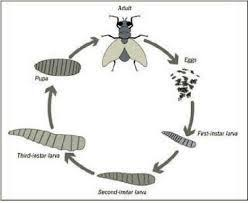 Adult
Eggs
First-instar larva
Second-instar larva
Third-instar larva
Pupa